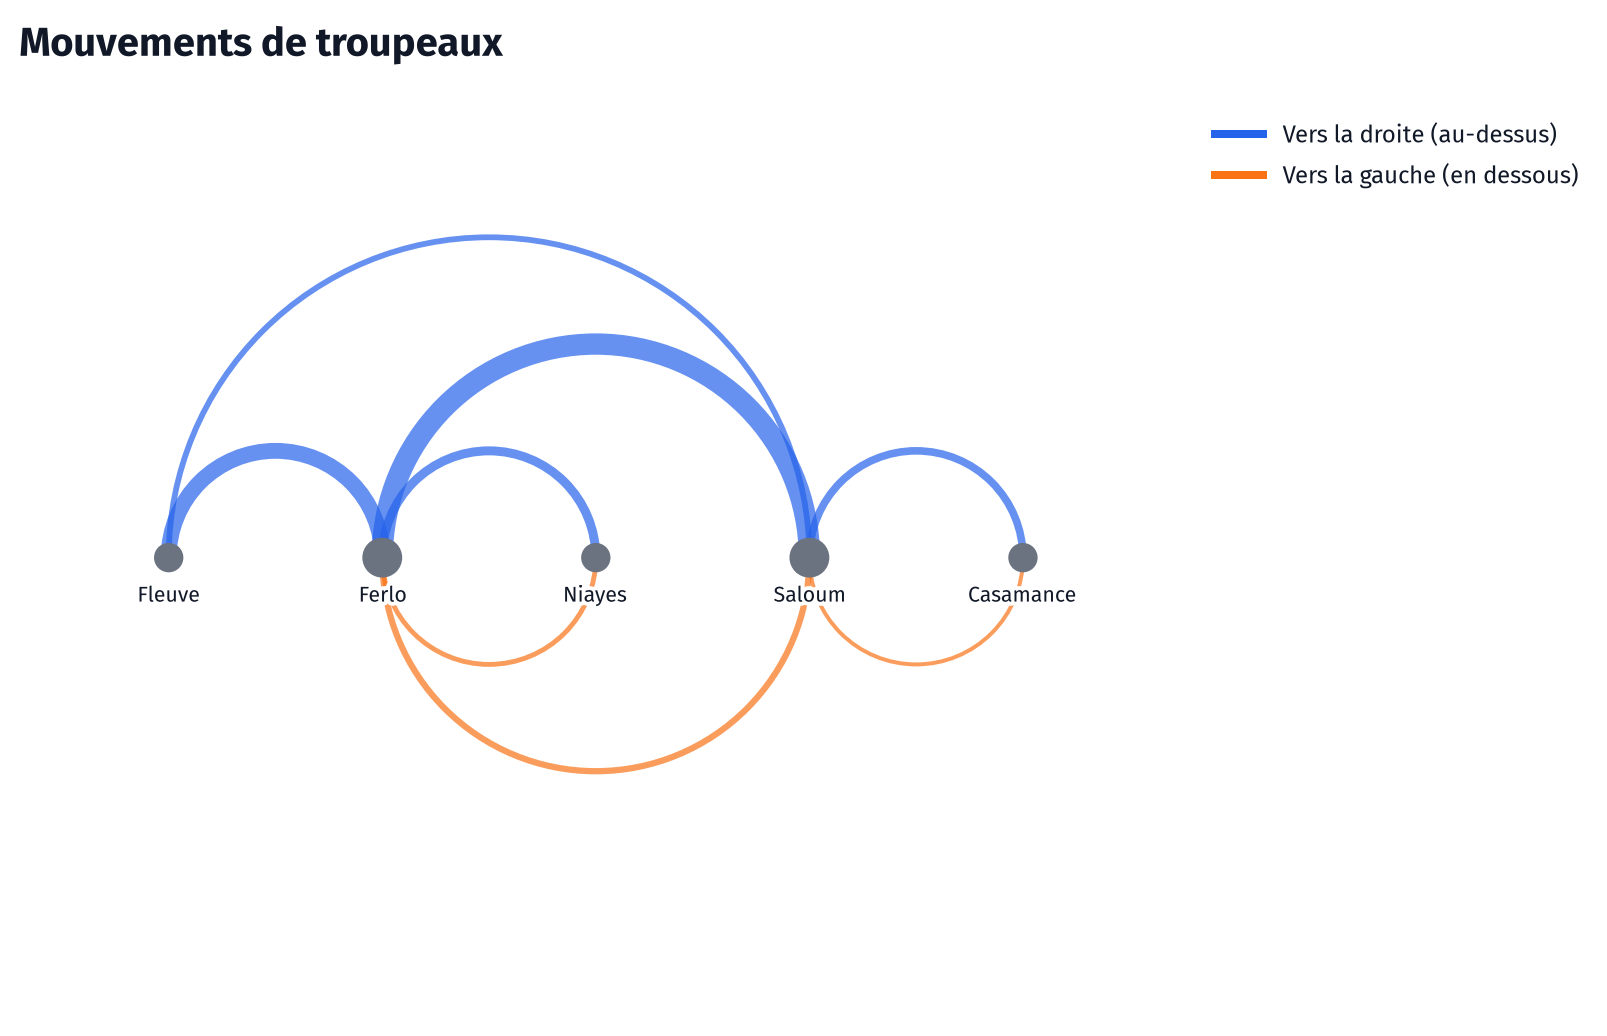 Mouvements de troupeaux
Vers la droite (au-dessus)
Vers la gauche (en dessous)
Fleuve
Ferlo
Niayes
Saloum
Casamance